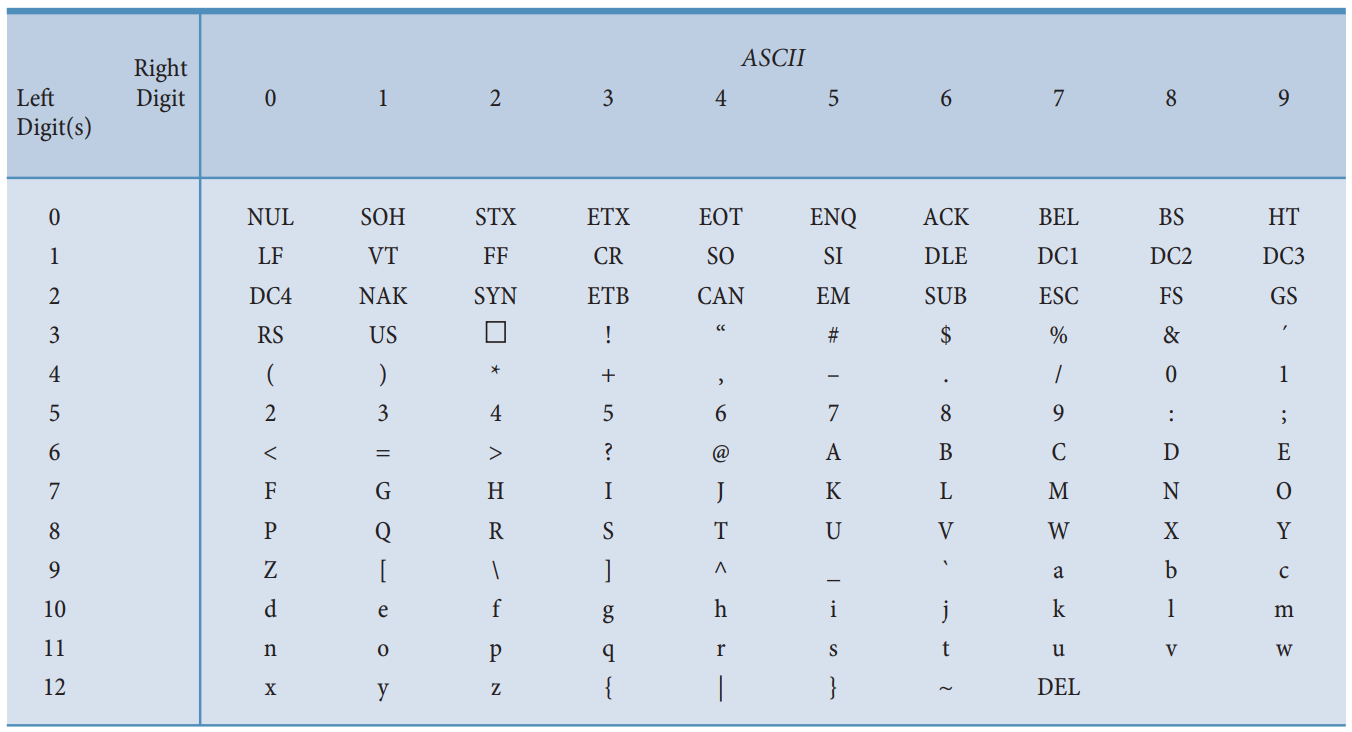 ASCII
Right
Left Digit 0 1 2 3 4 5 6 7 8 9
Digit(s)
0 NUL SOH STX ETX EOT ENQ ACK BEL BS HT
1 LF VT FF CR SO SI DLE DC1 DC2 DC3
2 DC4 NAK SYN ETB CAN EM SUB ESC FS GS
3 RS US □ ! “ # $ % & ´
4 ( ) * + , – . / 0 1
5 2 3 4 5 6 7 8 9 : ;
6 < = > ? @ A B C D E
7 F G H I J K L M N O
8 P Q R S T U V W X Y
9 Z [ \ ] ^ _ ` a b c
10 d e f g h i j k l m
11 n o p q r s t u v w
12 x y z { | } ~ DEL